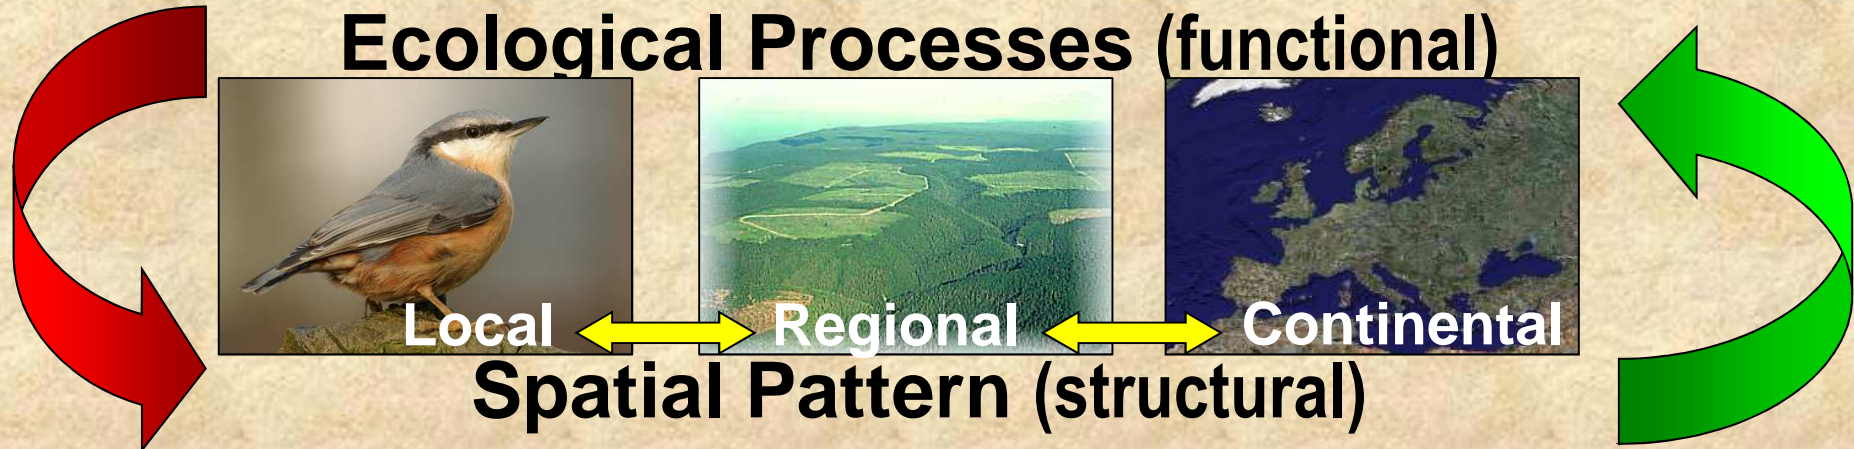 Ecological Processes (functional)
Local
Regional
Continental
Spatial Pattern (structural)